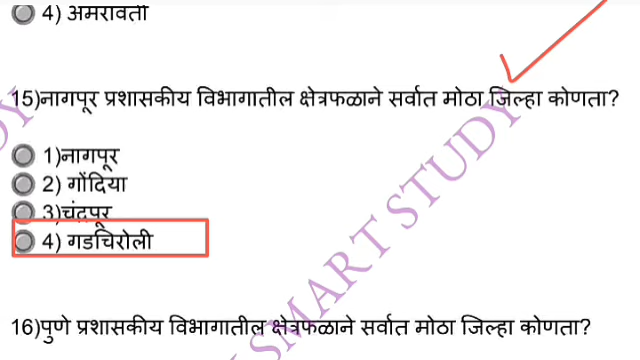 4) अमरावती
15)नागपूर प्रशासकीय विभागातील क्षेत्रफळाने सर्वात मोठा जिल्हा कोणता?
1)नागपूर
2) गोंदिया
3)चंद्रपूर
4) गडचिरोली
16)पुणे प्रशासकीय विभागातील क्षेत्रफळाने सर्वात मोठा जिल्हा कोणता?
SMART STUDY